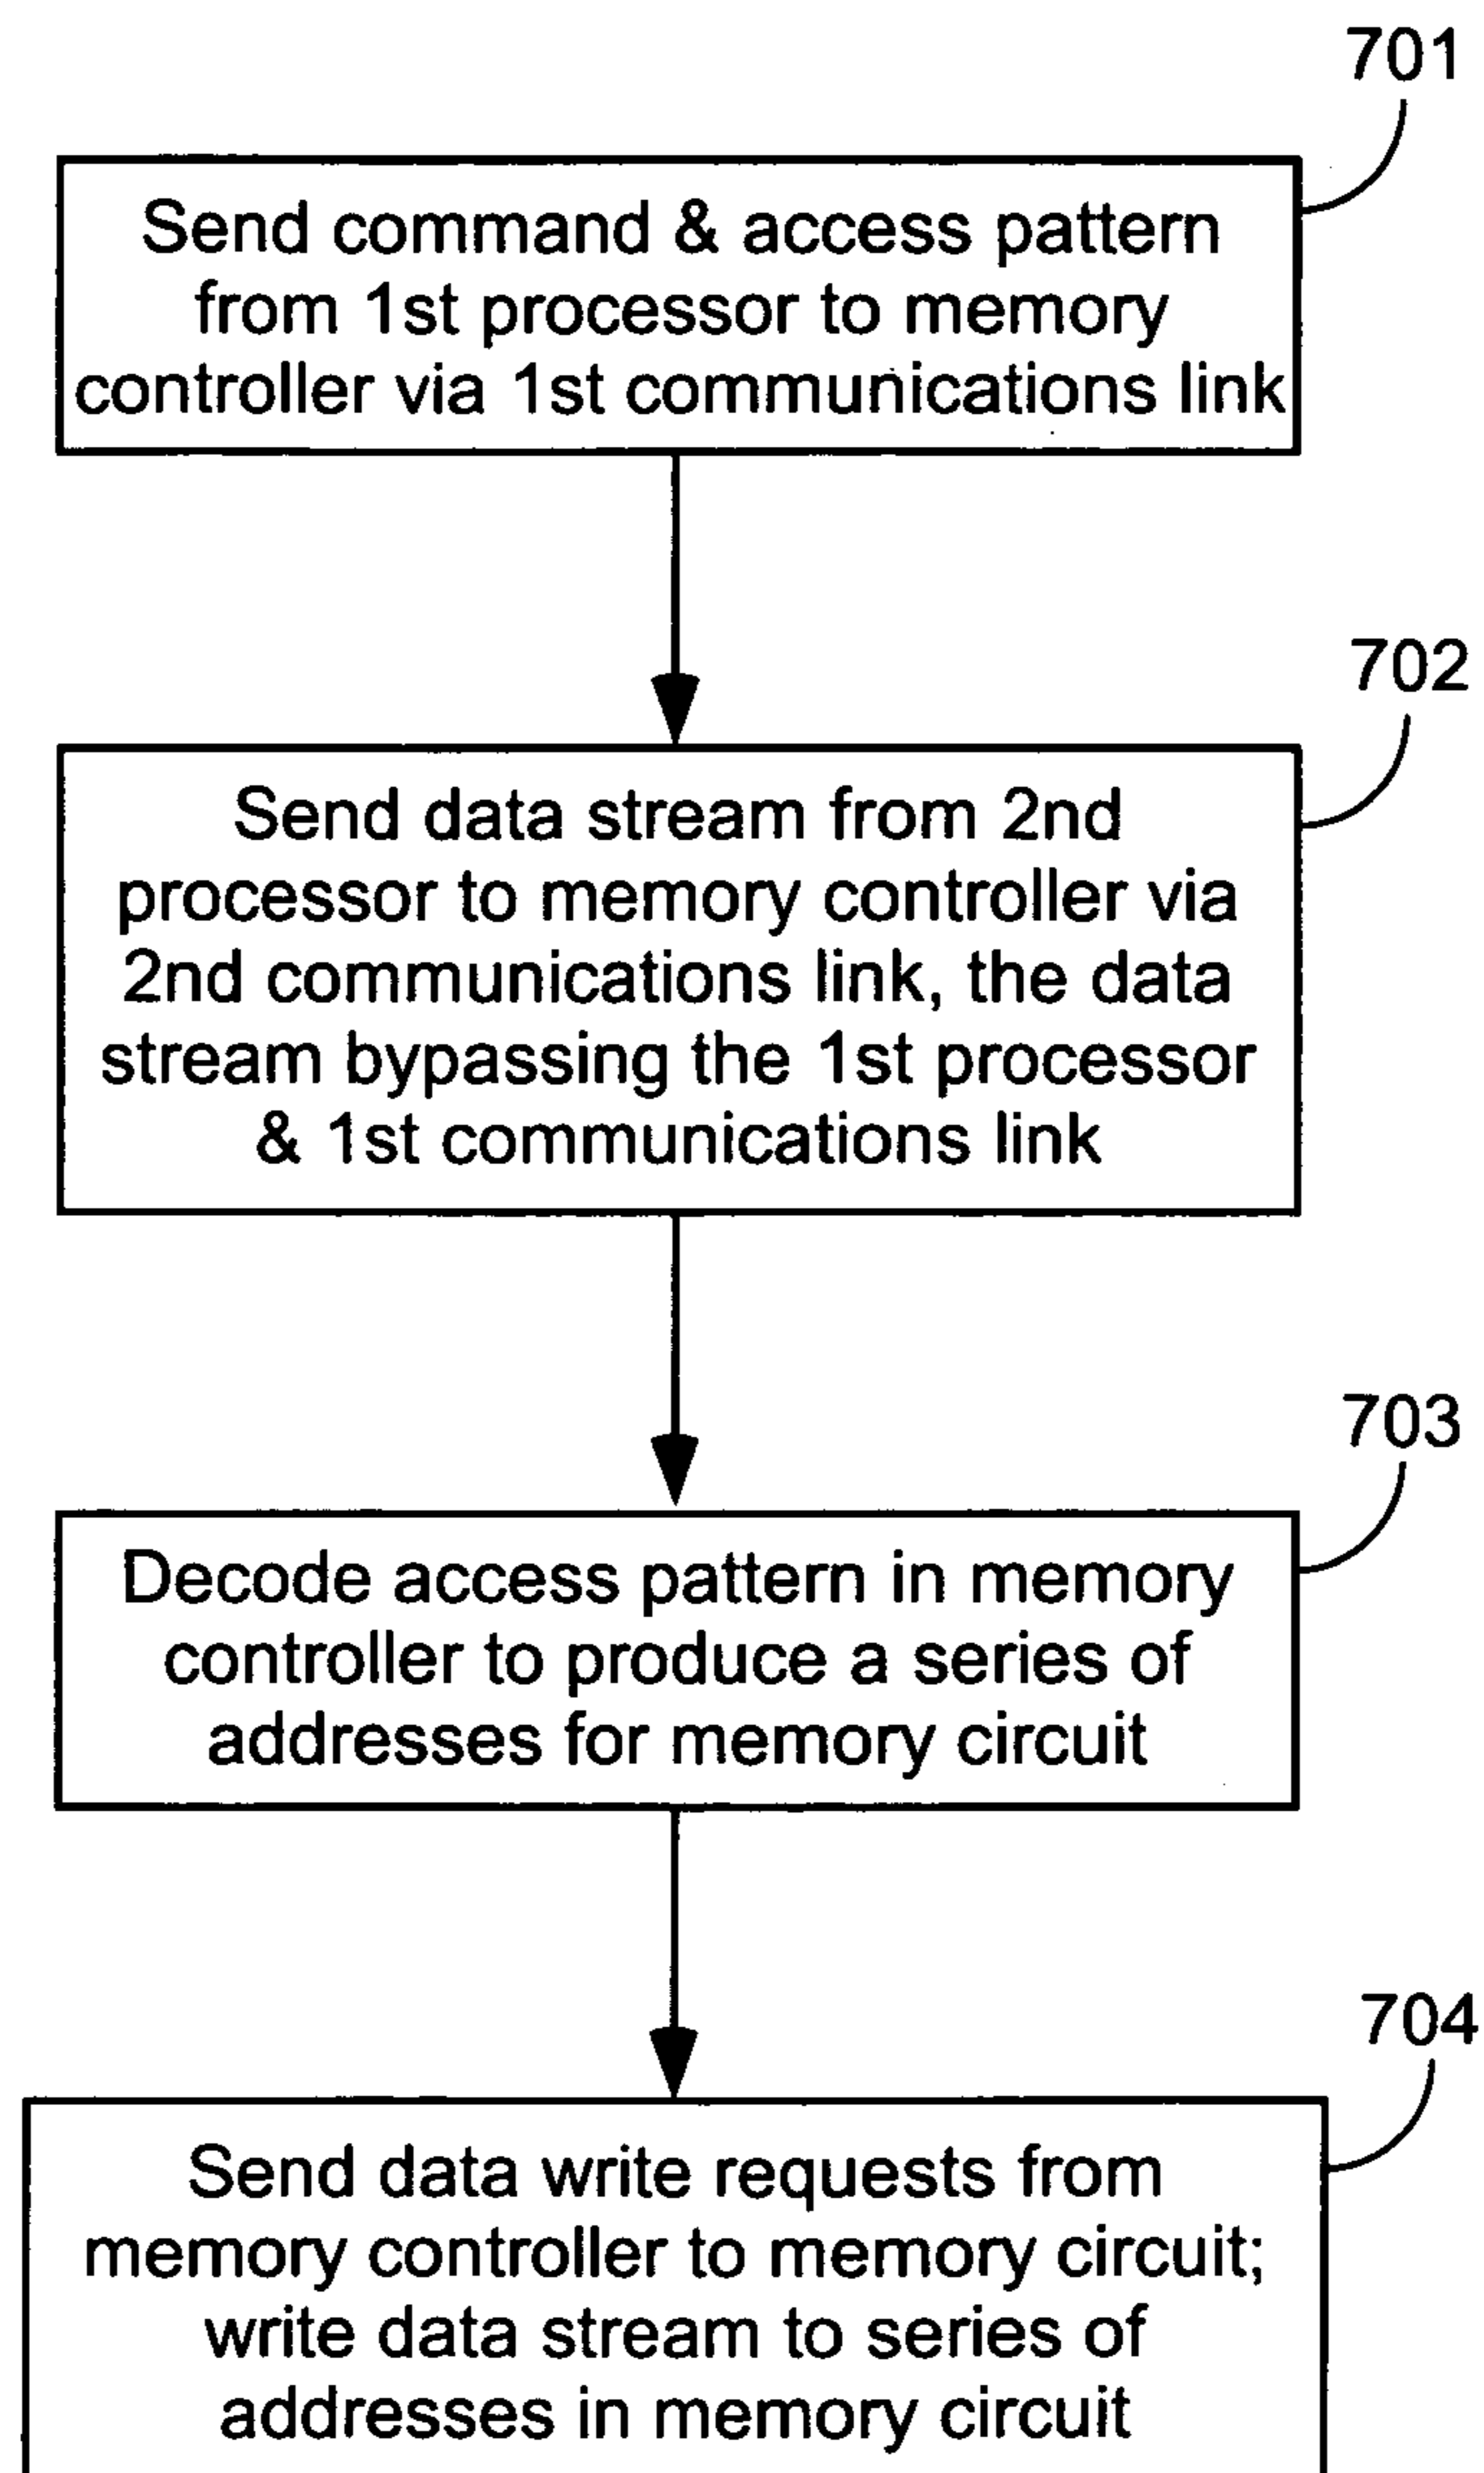 701
Send command & access pattern
from 1st processor to memory
controller via 1st communications link
702
Send data stream from 2nd
processor to memory controller via
2nd communications link, the data
stream bypassing the 1st processor
& 1st communications link
703
Decode access pattern in memory
controller to produce a series of
addresses for memory circuit
704
Send data write requests from
memory controller to memory circuit;
write data stream to series of
addresses in memory circuit